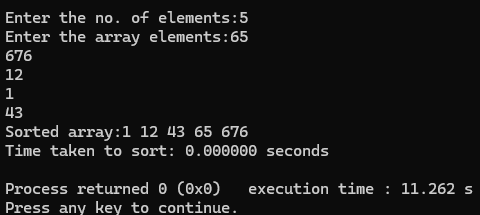 Enter the no. of elements:5
Enter the array elements:65
676
12
1
43
Sorted array:1 12 43 65 676
Time taken to sort: 0.000000 seconds
Process returned 0 (0x0)   execution time : 11.262 s
Press any key to continue.